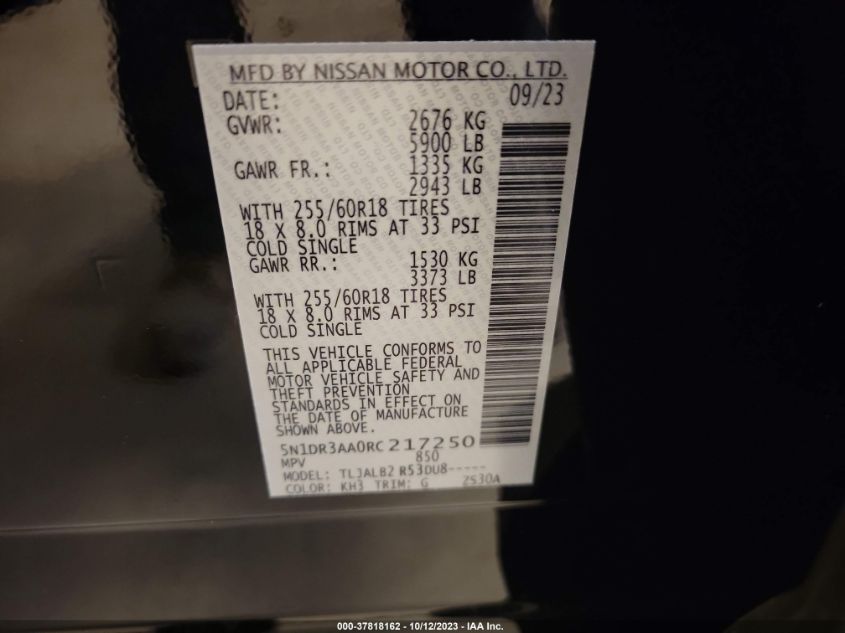 MFD BY NISSAN MOTOR CO., LTD.
DATE: 09/23
GVWR: 2676 KG
5900 LB
GAWR FR.: 1335 KG
2943 LB
WITH 255/60R18 TIRES
18 X 8.0 RIMS AT 33 PSI
COLD SINGLE
GAWR RR.: 1530 KG
3373 LB
WITH 255/60R18 TIRES
18 X 8.0 RIMS AT 33 PSI
COLD SINGLE
THIS VEHICLE CONFORMS TO
ALL APPLICABLE FEDERAL
MOTOR VEHICLE SAFETY AND
THEFT PREVENTION
STANDARDS IN EFFECT ON
THE DATE OF MANUFACTURE
SHOWN ABOVE.
5N1DR3AA0RC217250
MPV 850
MODEL: TLJALB2 R53DU8-----
COLOR: KH3 TRIM: G 2530A
000-37818162 - 10/12/2023 - IAA Inc.